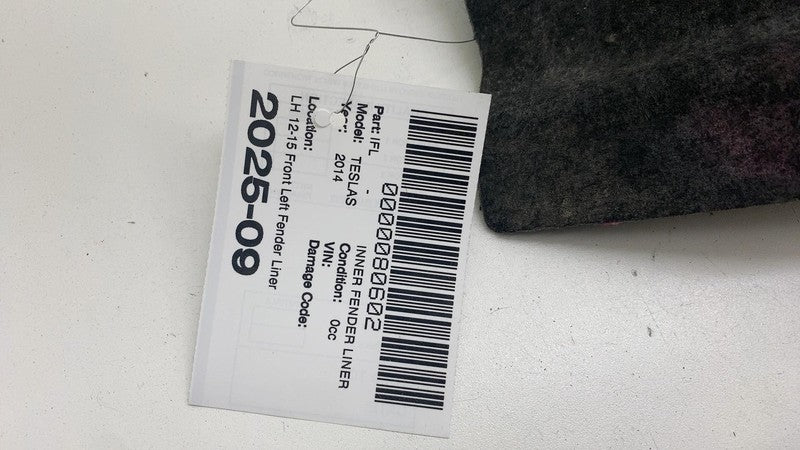 0000080602
Part: IFL - INNER FENDER LINER
Model: TESLAS Condition: 0cc
Year: 2014 VIN:
Location: Damage Code:
LH 12-15 Front Left Fender Liner
2025-09